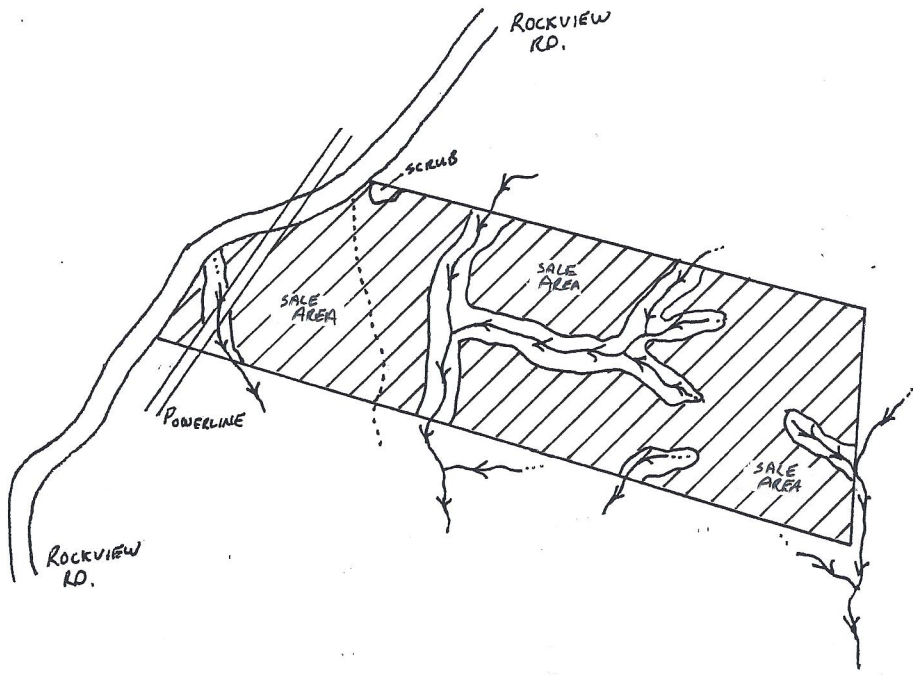 ROCKVIEW
RD.
SCRUB
SALE
AREA
SALE
AREA
POWERLINE
SALE
AREA
ROCKVIEW
RD.